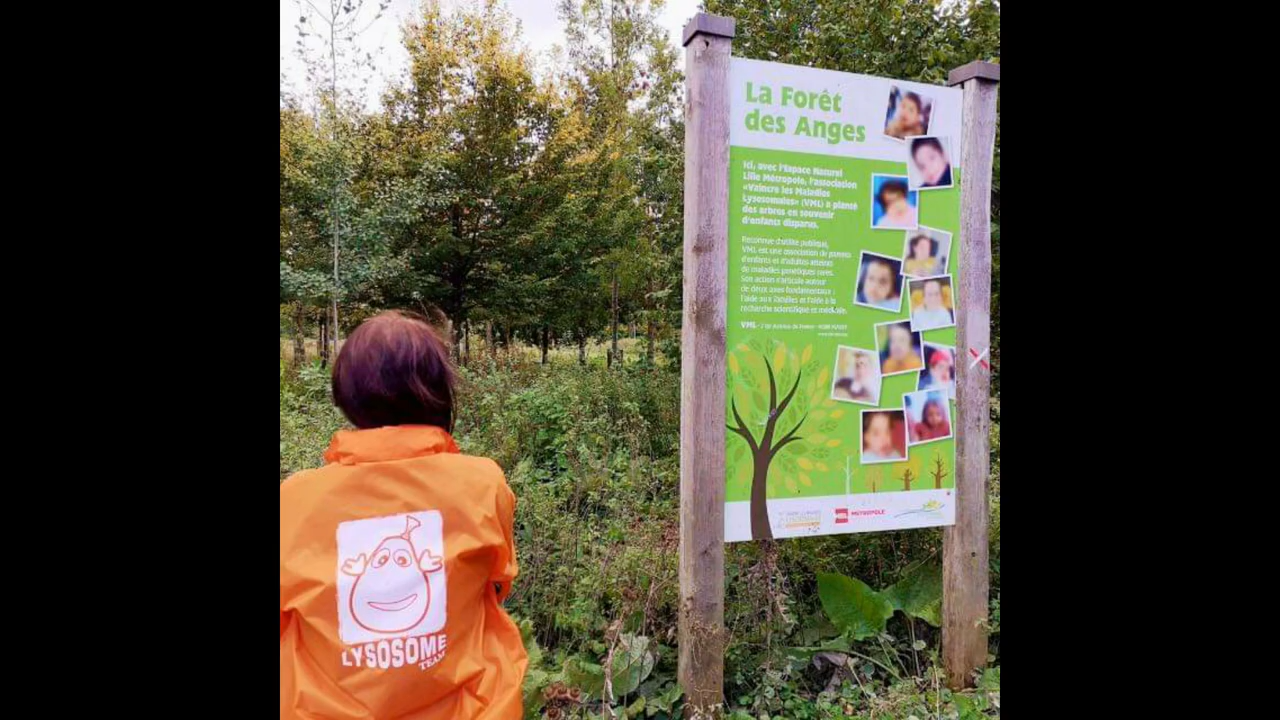 La Forêt
des Anges
Ici, avec l'Espace Naturel
Lille Métropole, l'association
«Vaincre les Maladies
Lysosomales» (VML) a planté
des arbres en souvenir
d'enfants disparus.
Reconnue d'utilité publique,
VML est une association de parents
d'enfants et d'adultes atteints
de maladies génétiques rares.
Son action s'articule autour
de deux axes fondamentaux :
l'aide aux familles et l'aide à la
recherche scientifique et médicale.
VML
MÉTROPOLE
LYSOSOME
TEAM